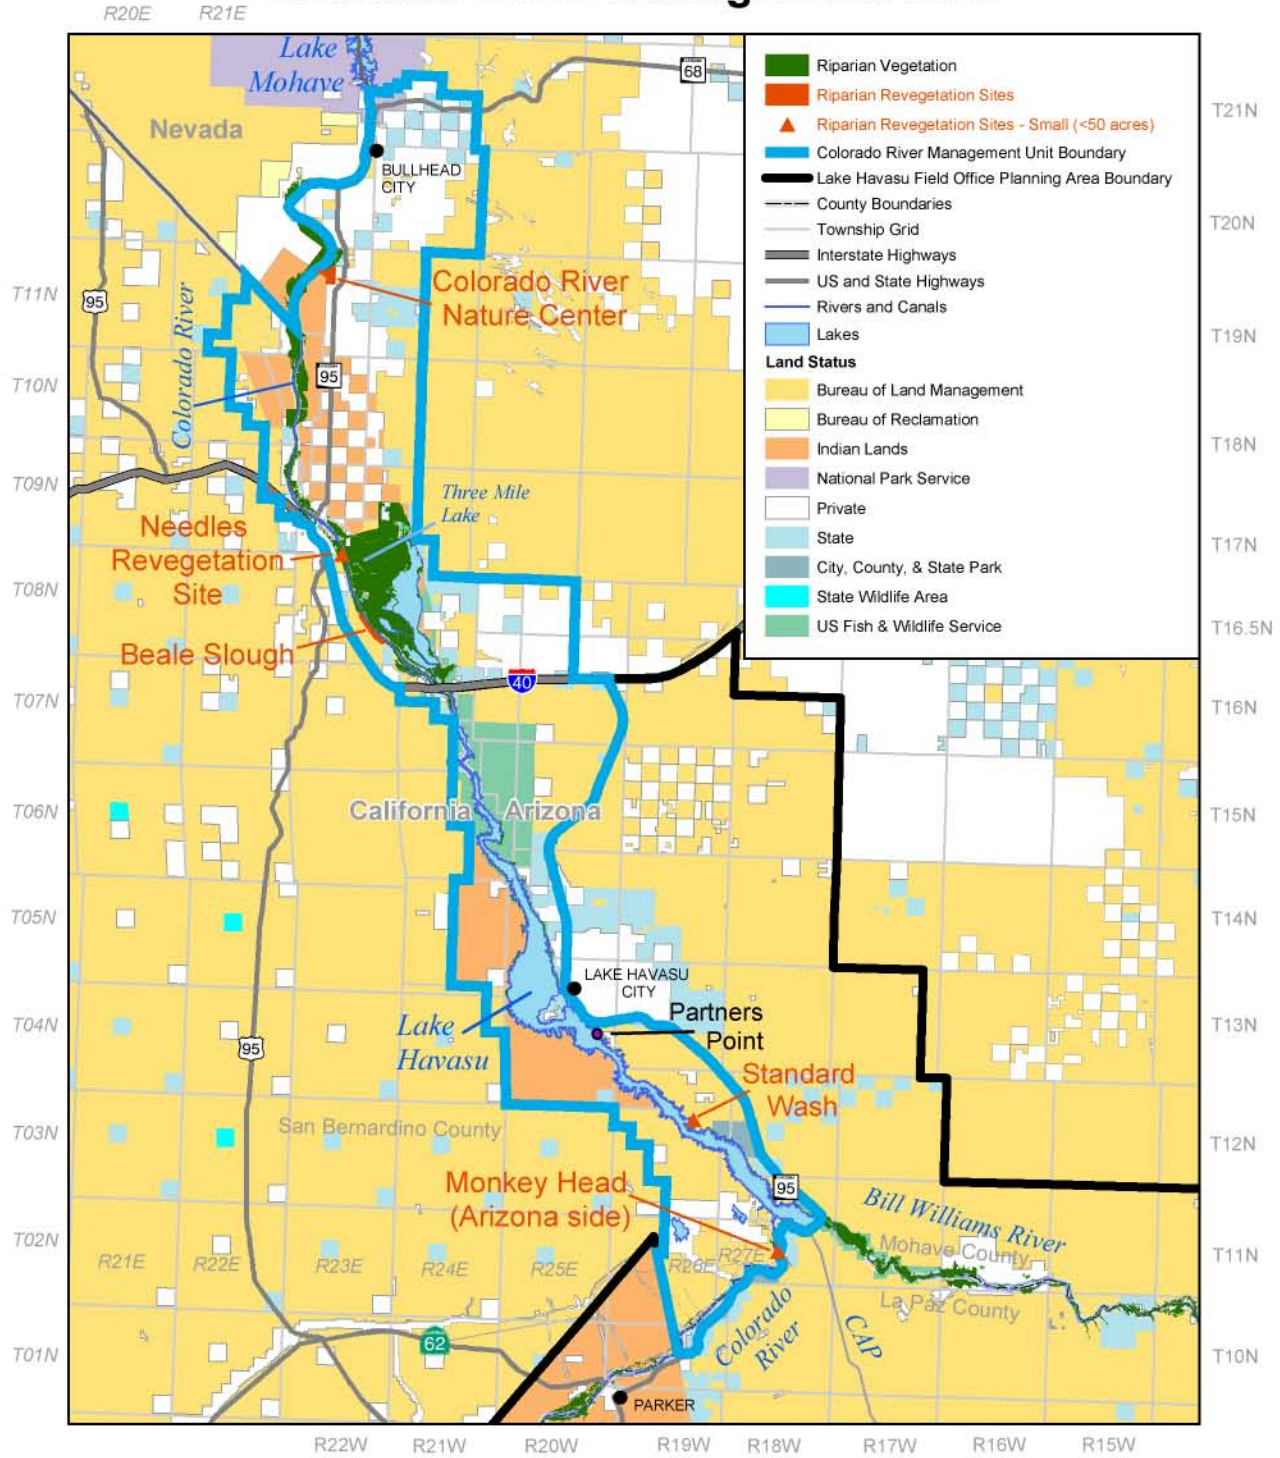 R20E R21E
Lake
Mohave
68
Nevada
BULLHEAD
CITY
Riparian Vegetation
Riparian Revegetation Sites
Riparian Revegetation Sites - Small (<50 acres)
Colorado River Management Unit Boundary
Lake Havasu Field Office Planning Area Boundary
County Boundaries
Township Grid
Interstate Highways
US and State Highways
Rivers and Canals
Lakes
Land Status
Bureau of Land Management
Bureau of Reclamation
Indian Lands
National Park Service
Private
State
City, County, & State Park
State Wildlife Area
US Fish & Wildlife Service
T21N
T20N
T19N
T18N
T17N
T16.5N
T16N
T15N
T14N
T13N
T12N
T11N
T10N
T11N
T10N
T09N
T08N
T07N
T06N
T05N
T04N
T03N
T02N
T01N
95
Colorado River
Colorado River
Nature Center
95
Three Mile
Lake
Needles
Revegetation
Site
Beale Slough
40
California Arizona
LAKE HAVASU
CITY
Partners
Point
Lake
Havasu
95
Standard
Wash
San Bernardino County
Monkey Head
(Arizona side)
95
Bill Williams River
Mohave County
La Paz County
R21E R22E R23E R24E R25E R26E R27E
Colorado
River
CAP
62
PARKER
R22W R21W R20W R19W R18W R17W R16W R15W